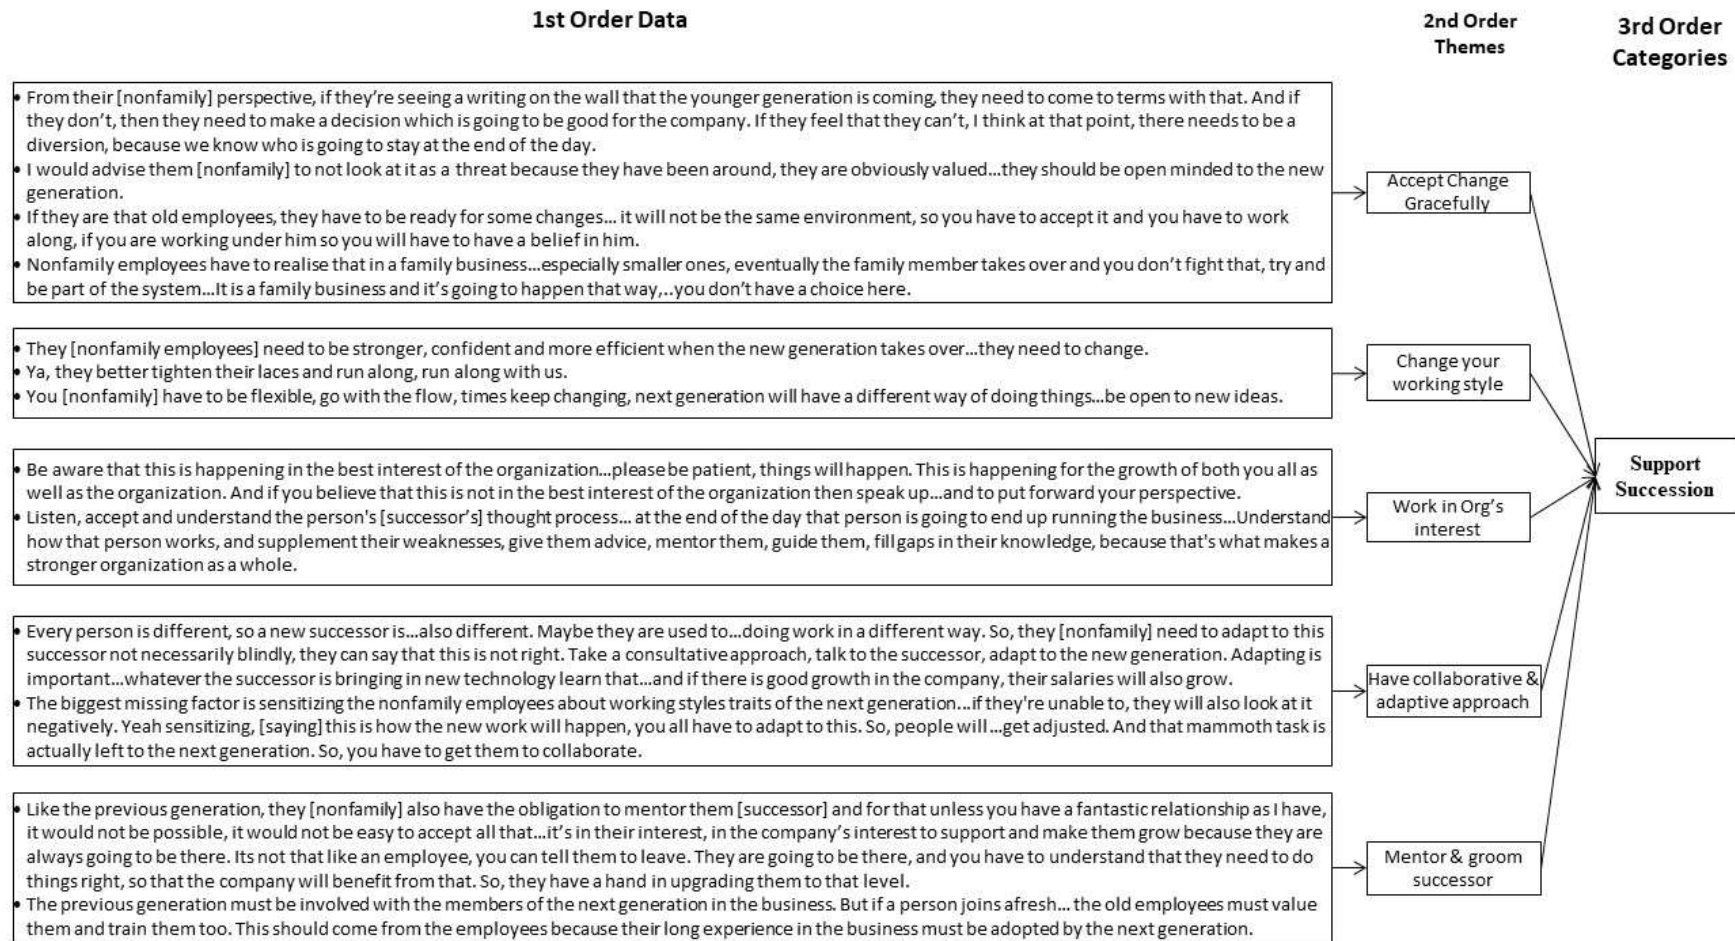 1st Order Data
2nd Order
Themes
3rd Order
Categories
• From their [nonfamily] perspective, if they're seeing a writing on the wall that the younger generation is coming, they need to come to terms with that. And if
they don't, then they need to make a decision which is going to be good for the company. If they feel that they can't, I think at that point, there needs to be a
diversion, because we know who is going to stay at the end of the day.
• I would advise them [nonfamily] to not look at it as a threat because they have been around, they are obviously valued...they should be open minded to the new
generation.
• If they are that old employees, they have to be ready for some changes... it will not be the same environment, so you have to accept it and you have to work
along, if you are working under him so you will have to have a belief in him.
• Nonfamily employees have to realise that in a family business...especially smaller ones, eventually the family member takes over and you don't fight that, try and
be part of the system...It is a family business and it's going to happen that way,..you don't have a choice here.
Accept Change
Gracefully
• They [nonfamily employees] need to be stronger, confident and more efficient when the new generation takes over...they need to change.
• Ya, they better tighten their laces and run along, run along with us.
• You [nonfamily] have to be flexible, go with the flow, times keep changing, next generation will have a different way of doing things...be open to new ideas.
Change your
working style
• Be aware that this is happening in the best interest of the organization...please be patient, things will happen. This is happening for the growth of both you all as
well as the organization. And if you believe that this is not in the best interest of the organization then speak up...and to put forward your perspective.
• Listen, accept and understand the person's [successor's] thought process... at the end of the day that person is going to end up running the business...Understand
how that person works, and supplement their weaknesses, give them advice, mentor them, guide them, fill gaps in their knowledge, because that's what makes a
stronger organization as a whole.
Work in Org's
interest
Support
Succession
• Every person is different, so a new successor is...also different. Maybe they are used to...doing work in a different way. So, they [nonfamily] need to adapt to this
successor not necessarily blindly, they can say that this is not right. Take a consultative approach, talk to the successor, adapt to the new generation. Adapting is
important...whatever the successor is bringing in new technology learn that...and if there is good growth in the company, their salaries will also grow.
• The biggest missing factor is sensitizing the nonfamily employees about working styles traits of the next generation...if they're unable to, they will also look at it
negatively. Yeah sensitizing, [saying] this is how the new work will happen, you all have to adapt to this. So, people will...get adjusted. And that mammoth task is
actually left to the next generation. So, you have to get them to collaborate.
Have collaborative &
adaptive approach
• Like the previous generation, they [nonfamily] also have the obligation to mentor them [successor] and for that unless you have a fantastic relationship as I have,
it would not be possible, it would not be easy to accept all that...it's in their interest, in the company's interest to support and make them grow because they are
always going to be there. Its not that like an employee, you can tell them to leave. They are going to be there, and you have to understand that they need to do
things right, so that the company will benefit from that. So, they have a hand in upgrading them to that level.
• The previous generation must be involved with the members of the next generation in the business. But if a person joins afresh... the old employees must value
them and train them too. This should come from the employees because their long experience in the business must be adopted by the next generation.
Mentor & groom
successor